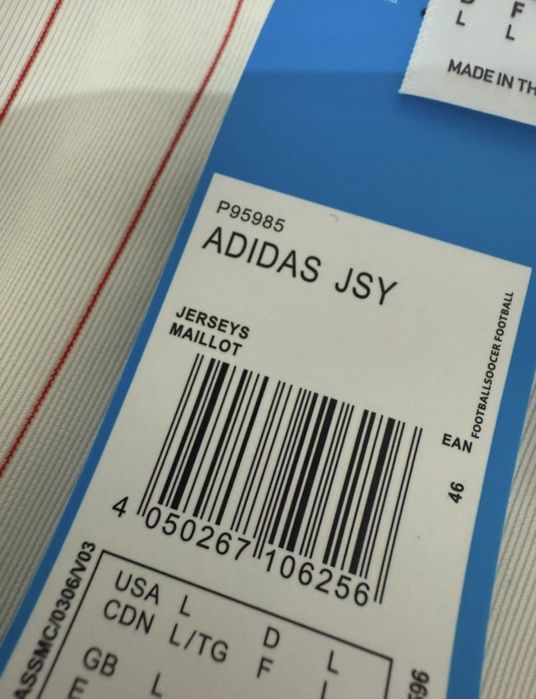 F
L L
MADE IN TH
P95985
ADIDAS JSY
JERSEYS
MAILLOT
FOOTBALLSOCCER FOOTBALL
EAN
46
4 050267 106256
ASSMC/0306/V03
USA L D L
CDN L/TG F L
GB L